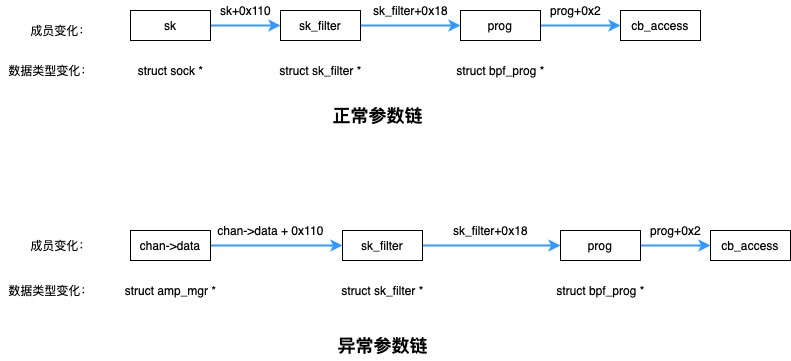 sk+0x110 sk_filter+0x18 prog+0x2
成员变化： sk sk_filter prog cb_access
数据类型变化： struct sock * struct sk_filter * struct bpf_prog *
正常参数链
chan->data + 0x110 sk_filter+0x18 prog+0x2
成员变化： chan->data sk_filter prog cb_access
数据类型变化： struct amp_mgr * struct sk_filter * struct bpf_prog *
异常参数链